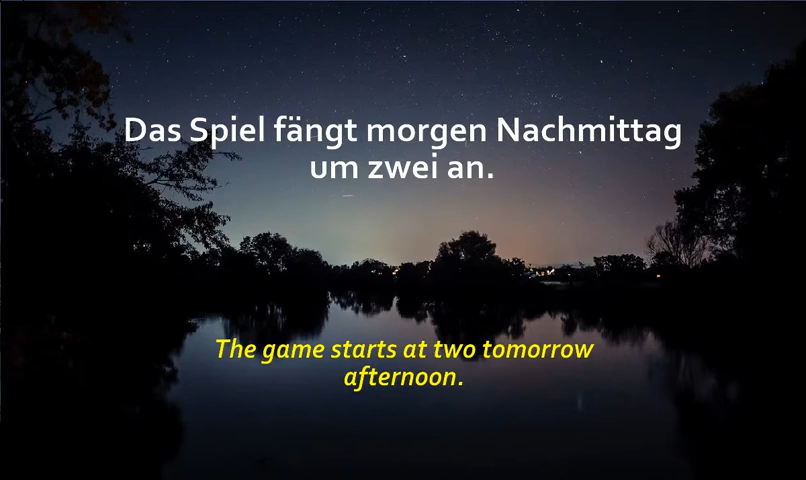 Das Spiel fängt morgen Nachmittag
um zwei an.
The game starts at two tomorrow
afternoon.